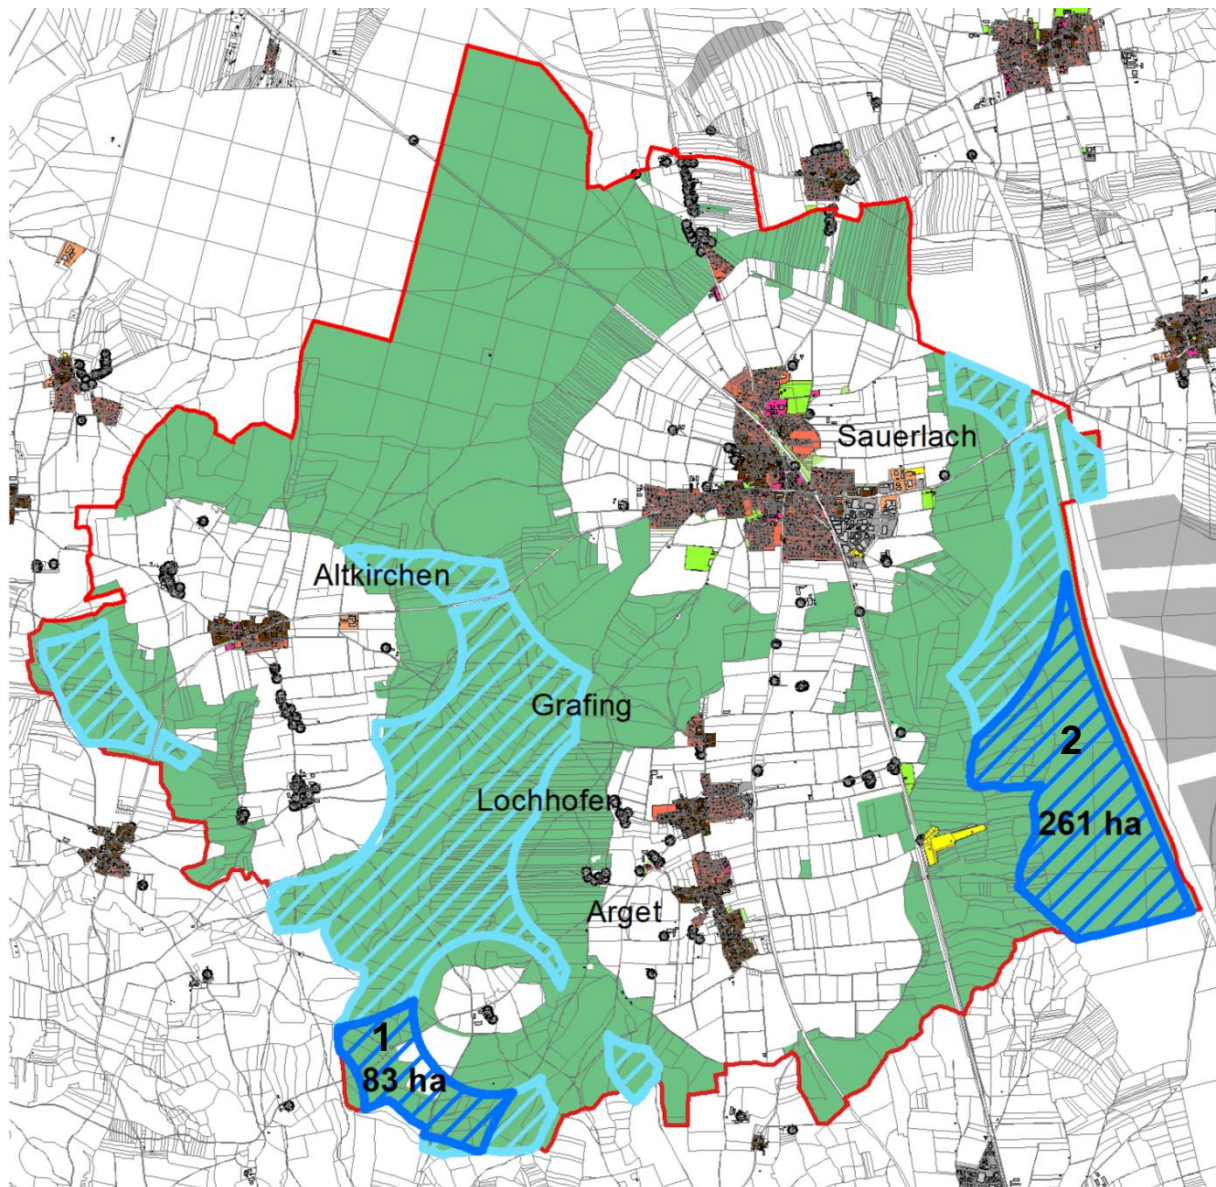 Sauerlach
Altkirchen
Grafing
2
Lochhofen
261 ha
Arget
1
83 ha